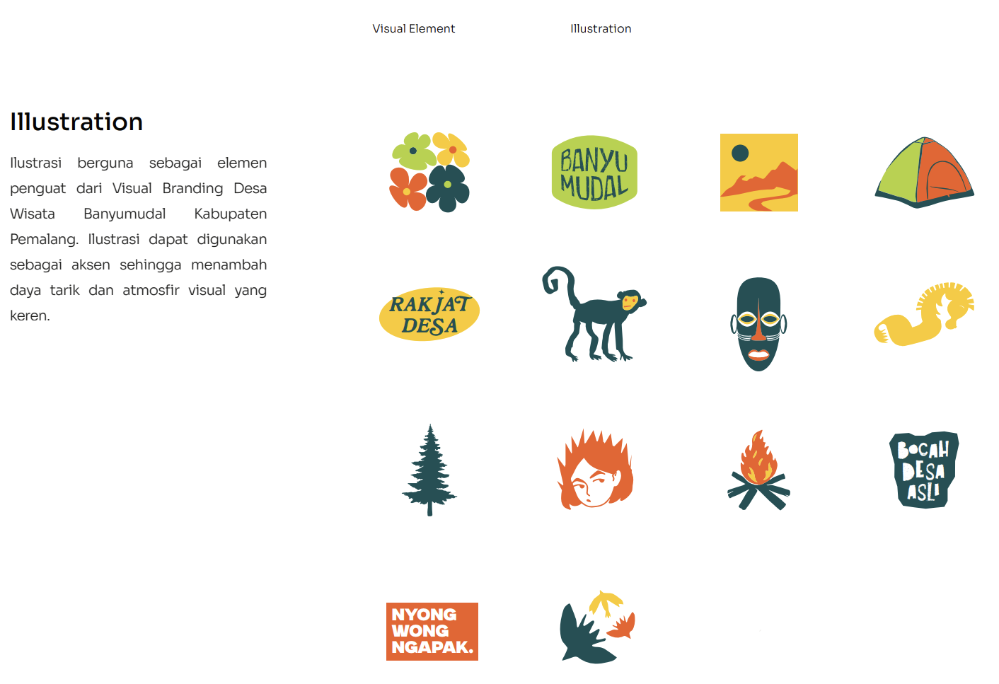 Visual Element
Illustration
Illustration
Ilustrasi berguna sebagai elemen
penguat dari Visual Branding Desa
Wisata Banyumudal Kabupaten
Pemalang. Ilustrasi dapat digunakan
sebagai aksen sehingga menambah
daya tarik dan atmosfir visual yang
keren.
BANYU
MUDAL
RAKJAT
DESA
BOCAH
DESA
ASLI
NYONG
WONG
NGAPAK.